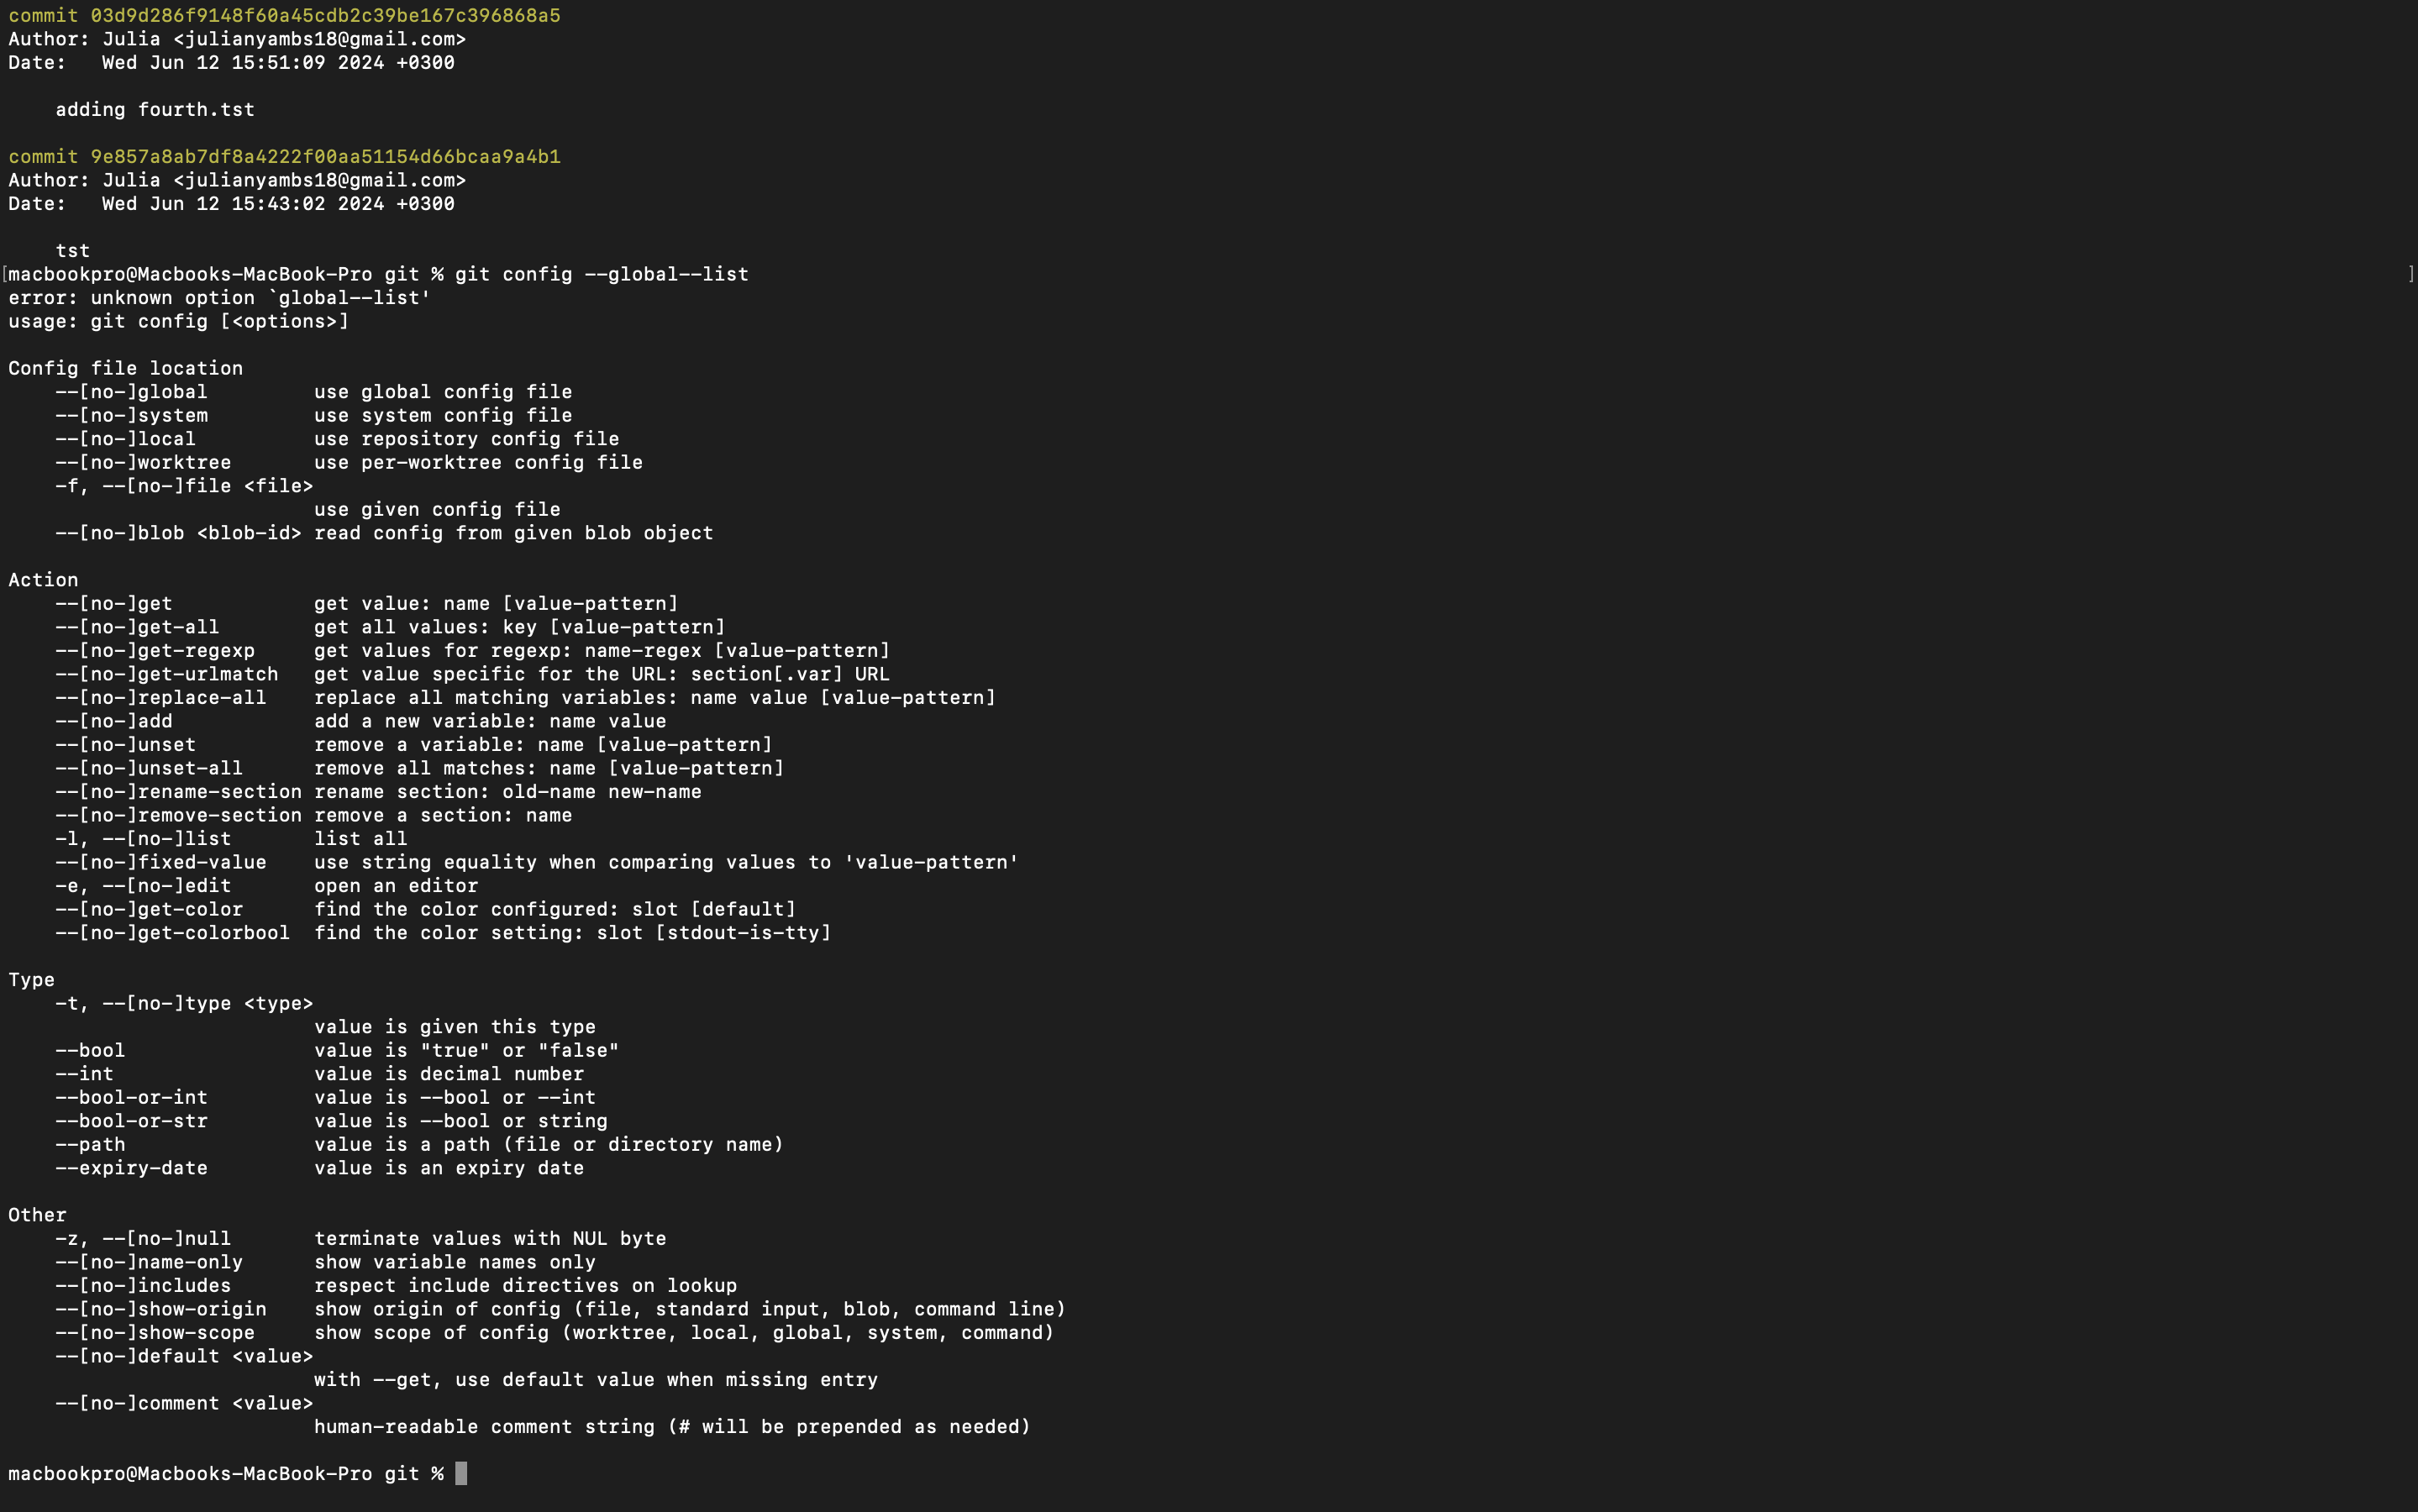 commit 03d9d286f9148f60a45cdb2c39be167c396868a5
Author: Julia <julianyambs18@gmail.com>
Date:   Wed Jun 12 15:51:09 2024 +0300

    adding fourth.tst

commit 9e857a8ab7df8a4222f00aa51154d66bcaa9a4b1
Author: Julia <julianyambs18@gmail.com>
Date:   Wed Jun 12 15:43:02 2024 +0300

    tst
[macbookpro@Macbooks-MacBook-Pro git % git config --global--list ]
error: unknown option `global--list'
usage: git config [<options>]

Config file location
    --[no-]global         use global config file
    --[no-]system         use system config file
    --[no-]local          use repository config file
    --[no-]worktree       use per-worktree config file
    -f, --[no-]file <file>
                          use given config file
    --[no-]blob <blob-id> read config from given blob object

Action
    --[no-]get            get value: name [value-pattern]
    --[no-]get-all        get all values: key [value-pattern]
    --[no-]get-regexp     get values for regexp: name-regex [value-pattern]
    --[no-]get-urlmatch   get value specific for the URL: section[.var] URL
    --[no-]replace-all    replace all matching variables: name value [value-pattern]
    --[no-]add            add a new variable: name value
    --[no-]unset          remove a variable: name [value-pattern]
    --[no-]unset-all      remove all matches: name [value-pattern]
    --[no-]rename-section rename section: old-name new-name
    --[no-]remove-section remove a section: name
    -l, --[no-]list       list all
    --[no-]fixed-value    use string equality when comparing values to 'value-pattern'
    -e, --[no-]edit       open an editor
    --[no-]get-color      find the color configured: slot [default]
    --[no-]get-colorbool  find the color setting: slot [stdout-is-tty]

Type
    -t, --[no-]type <type>
                          value is given this type
    --bool                value is "true" or "false"
    --int                 value is decimal number
    --bool-or-int         value is --bool or --int
    --bool-or-str         value is --bool or string
    --path                value is a path (file or directory name)
    --expiry-date         value is an expiry date

Other
    -z, --[no-]null       terminate values with NUL byte
    --[no-]name-only      show variable names only
    --[no-]includes       respect include directives on lookup
    --[no-]show-origin    show origin of config (file, standard input, blob, command line)
    --[no-]show-scope     show scope of config (worktree, local, global, system, command)
    --[no-]default <value>
                          with --get, use default value when missing entry
    --[no-]comment <value>
                          human-readable comment string (# will be prepended as needed)

macbookpro@Macbooks-MacBook-Pro git %